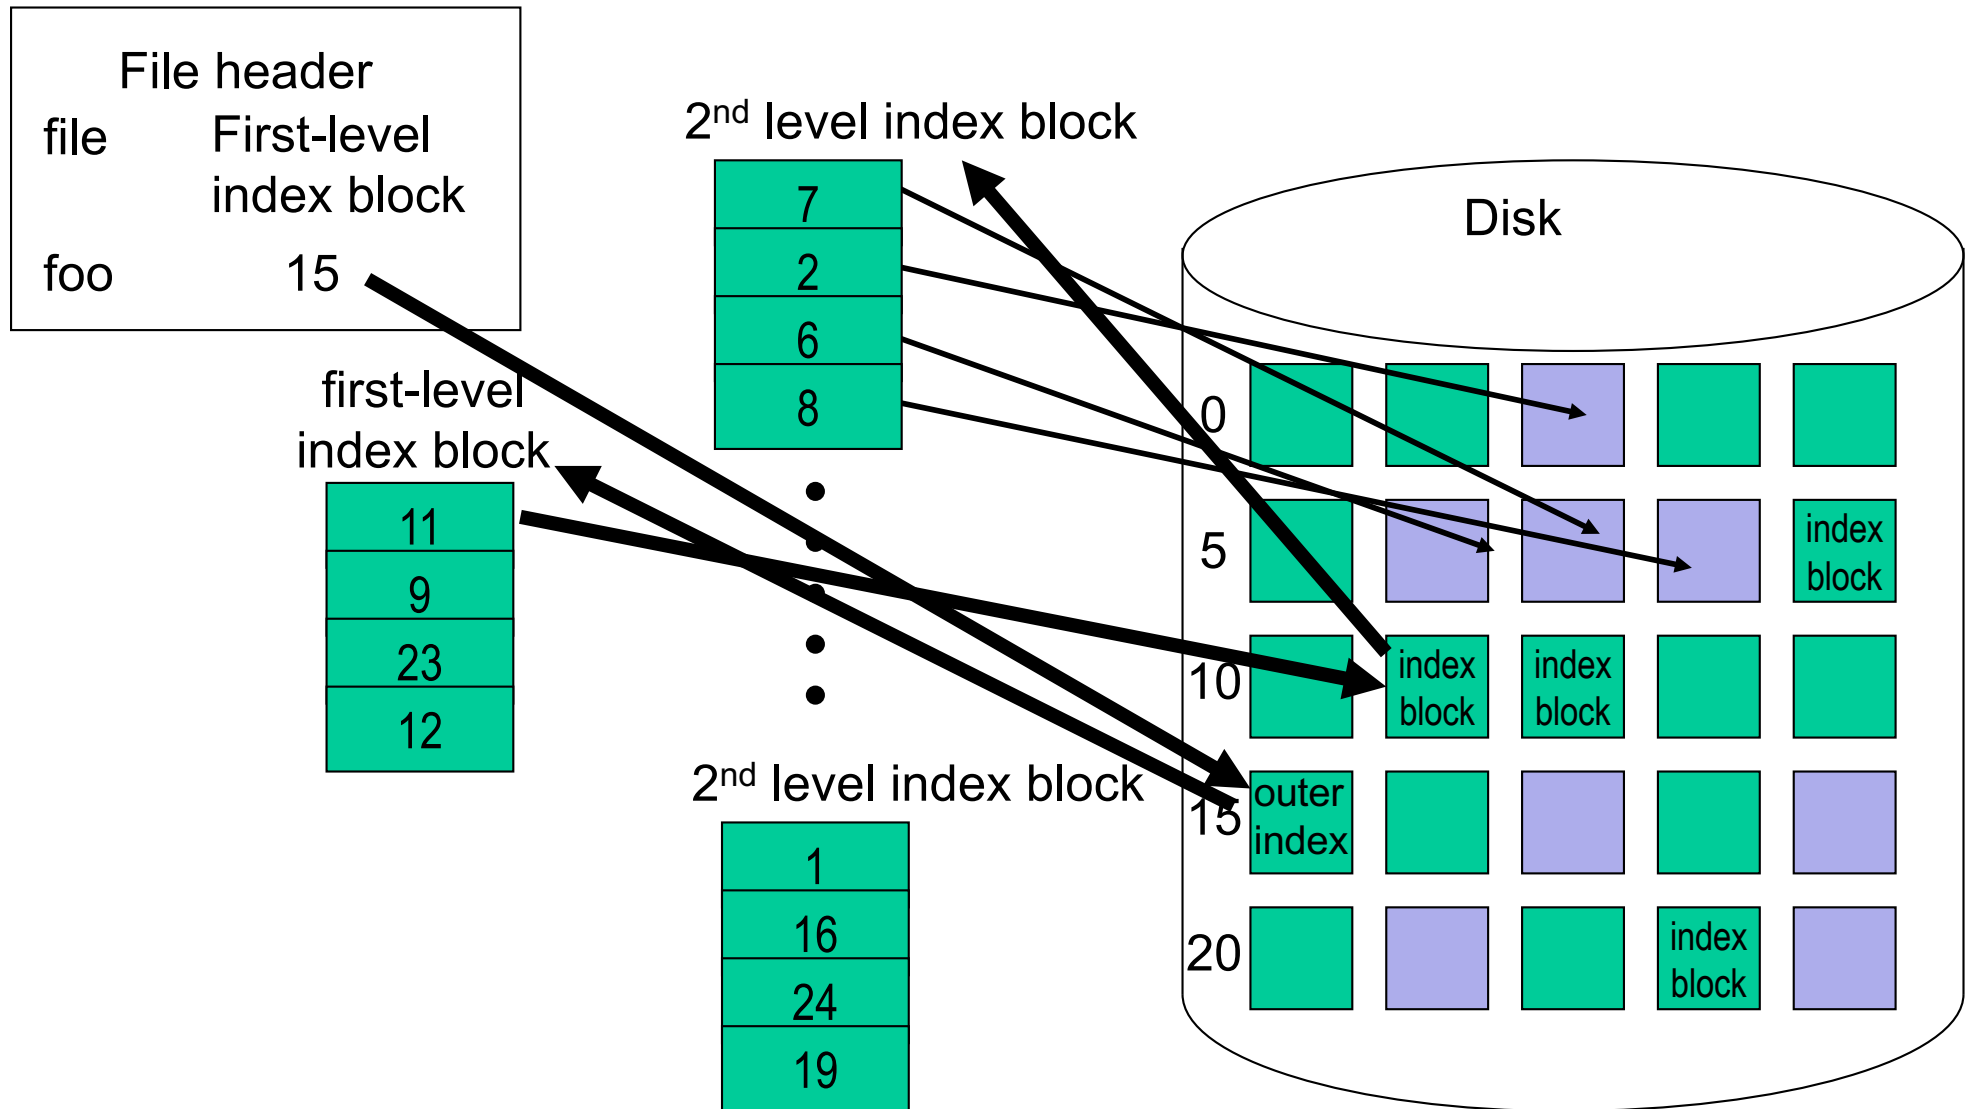 File header
file First-level
index block
foo 15
first-level
index block
11
9
23
12
2nd level index block
7
2
6
8
2nd level index block
1
16
24
19
Disk
0
5 index
block
10 index index
block block
15 outer
index
20 index
block